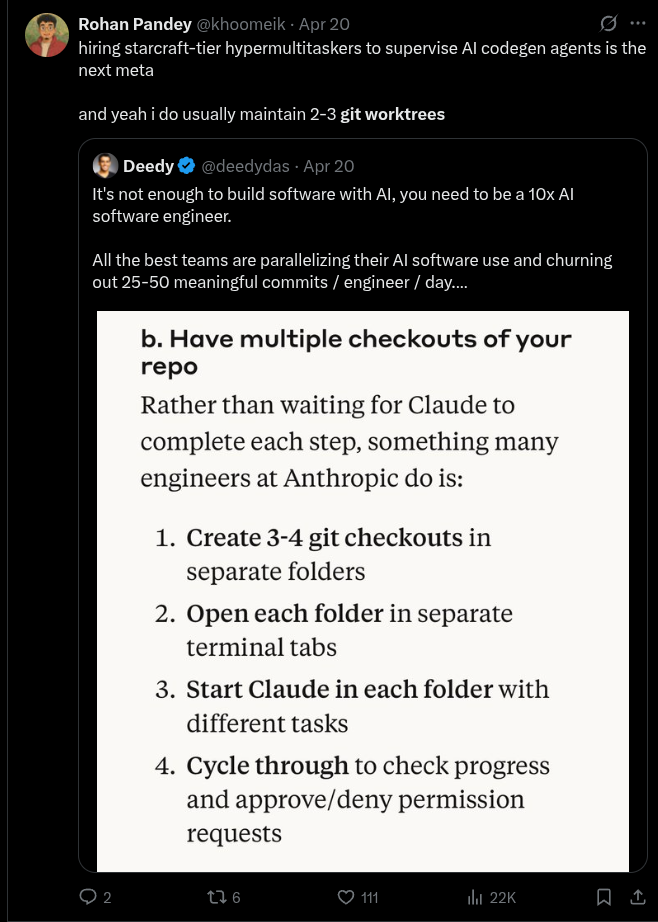 Rohan Pandey @khoomeik · Apr 20
hiring starcraft-tier hypermultitaskers to supervise AI codegen agents is the
next meta
and yeah i do usually maintain 2-3 git worktrees
Deedy @deedydas · Apr 20
It's not enough to build software with AI, you need to be a 10x AI
software engineer.
All the best teams are parallelizing their AI software use and churning
out 25-50 meaningful commits / engineer / day....
b. Have multiple checkouts of your
repo
Rather than waiting for Claude to
complete each step, something many
engineers at Anthropic do is:
1. Create 3-4 git checkouts in
separate folders
2. Open each folder in separate
terminal tabs
3. Start Claude in each folder with
different tasks
4. Cycle through to check progress
and approve/deny permission
requests
2 6 111 22K